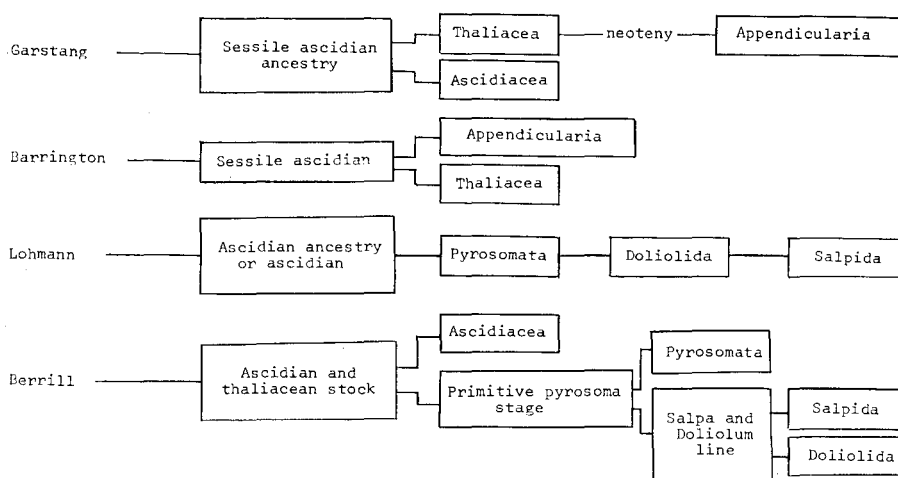 Garstang
Sessile ascidian
ancestry
Thaliacea
neoteny
Appendicularia
Ascidiacea
Barrington
Sessile ascidian
Appendicularia
Thaliacea
Lohmann
Ascidian ancestry
or ascidian
Pyrosomata
Doliolida
Salpida
Berrill
Ascidian and
thaliacean stock
Ascidiacea
Primitive pyrosoma
stage
Pyrosomata
Salpa and
Doliolum
line
Salpida
Doliolida